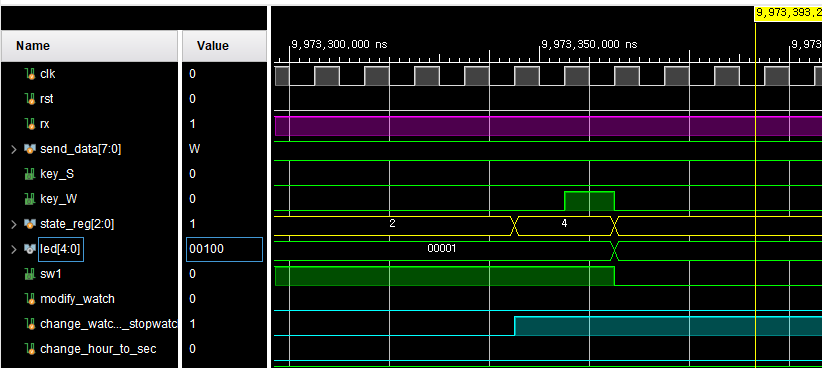 9,973,393,2
Name Value 9,973,300,000 ns 9,973,350,000 ns 9,973
clk 0
rst 0
rx 1
send_data[7:0] W
key_S 0
key_W 0
state_reg[2:0] 1 2 4
led[4:0] 00100 00001
sw1 0
modify_watch 0
change_watc..._stopwatc 1
change_hour_to_sec 0